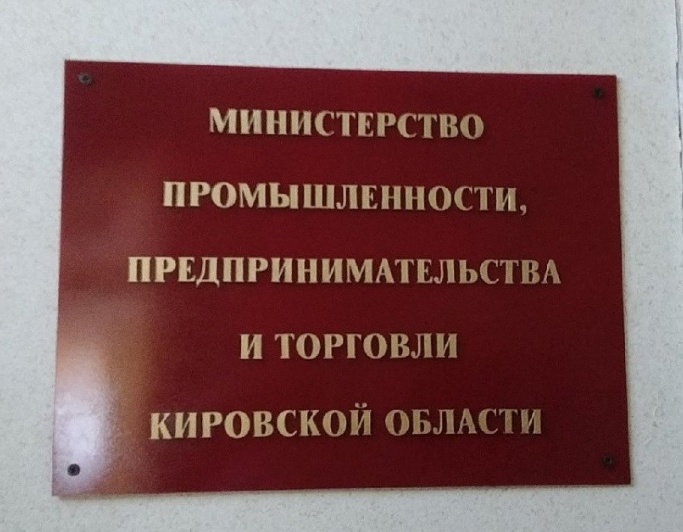 МИНИСТЕРСТВО
ПРОМЫШЛЕННОСТИ,
ПРЕДПРИНИМАТЕЛЬСТВА
И ТОРГОВЛИ
КИРОВСКОЙ ОБЛАСТИ